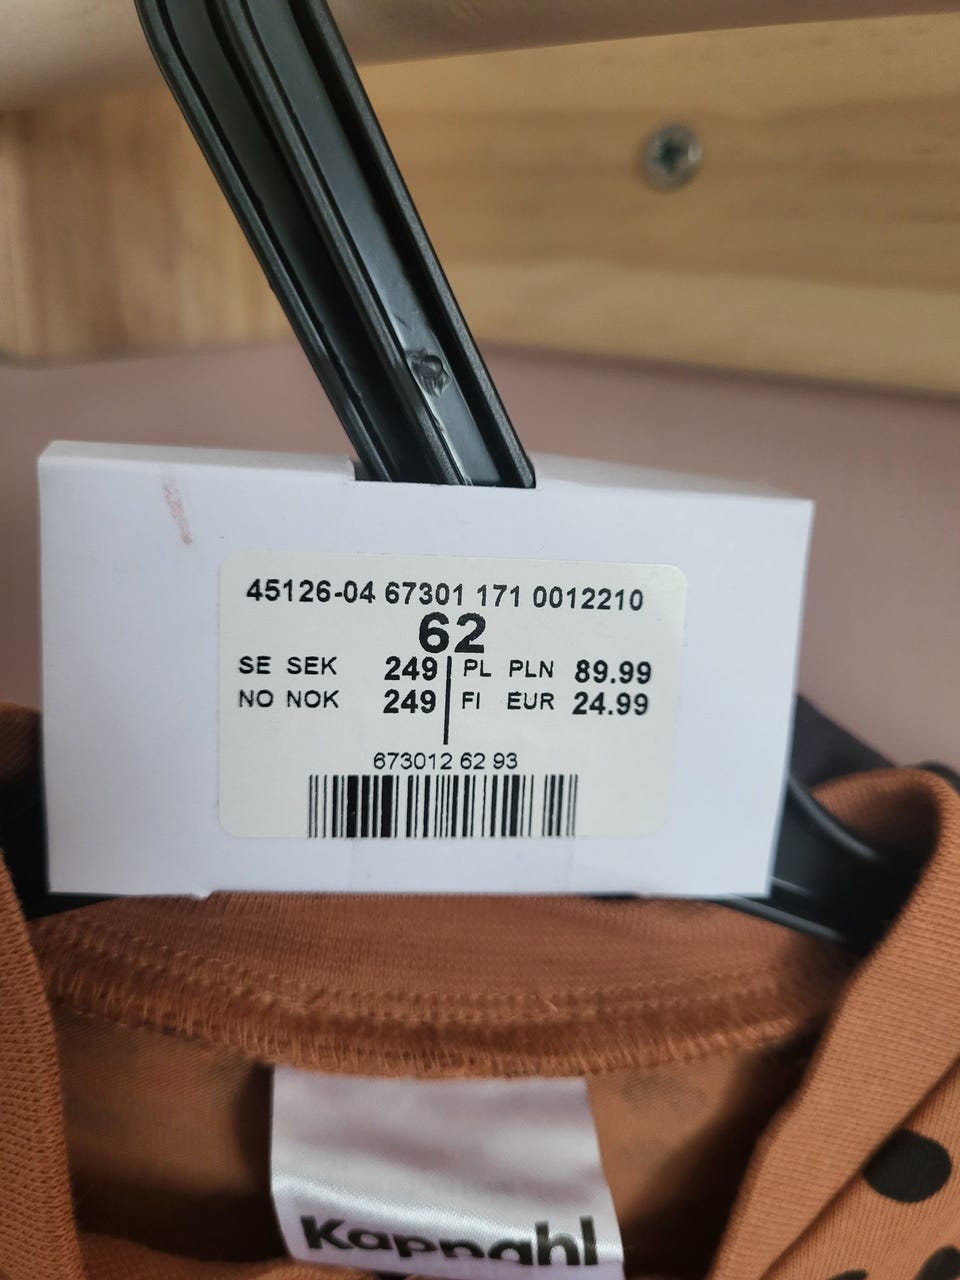 45126-04 67301 171 0012210
62
SE SEK 249 PL PLN 89.99
NO NOK 249 FI EUR 24.99
673012 62 93
Kapnahl